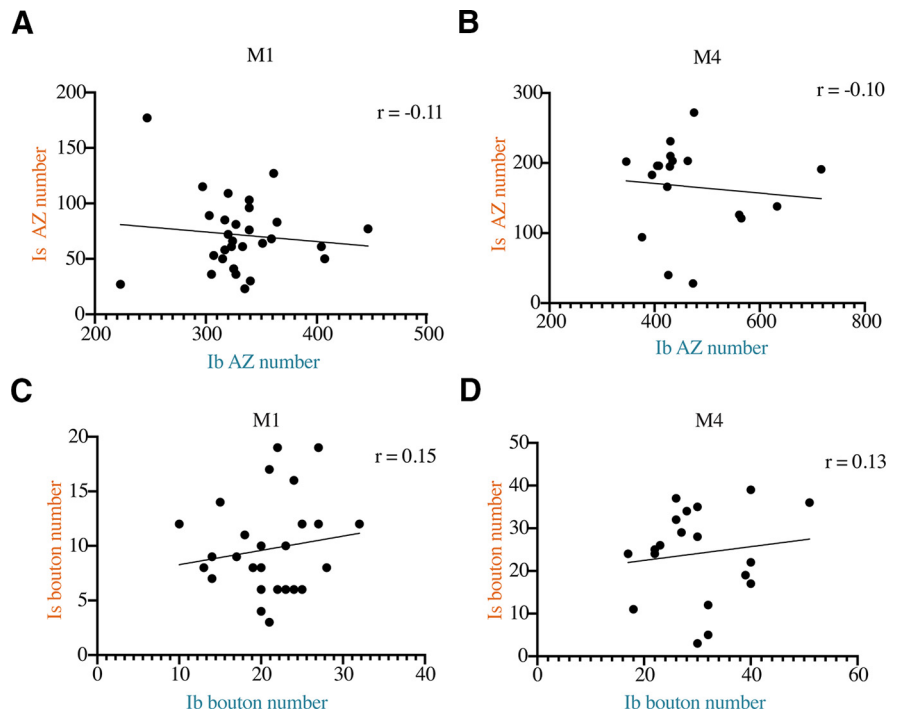 A
M1
r = -0.11
200
150
100
50
0
200 300 400 500
Is AZ number
Ib AZ number
B
M4
r = -0.10
300
200
100
0
200 400 600 800
Is AZ number
Ib AZ number
C
M1
r = 0.15
20
15
10
5
0
0 10 20 30 40
Is bouton number
Ib bouton number
D
M4
r = 0.13
50
40
30
20
10
0
0 20 40 60
Is bouton number
Ib bouton number